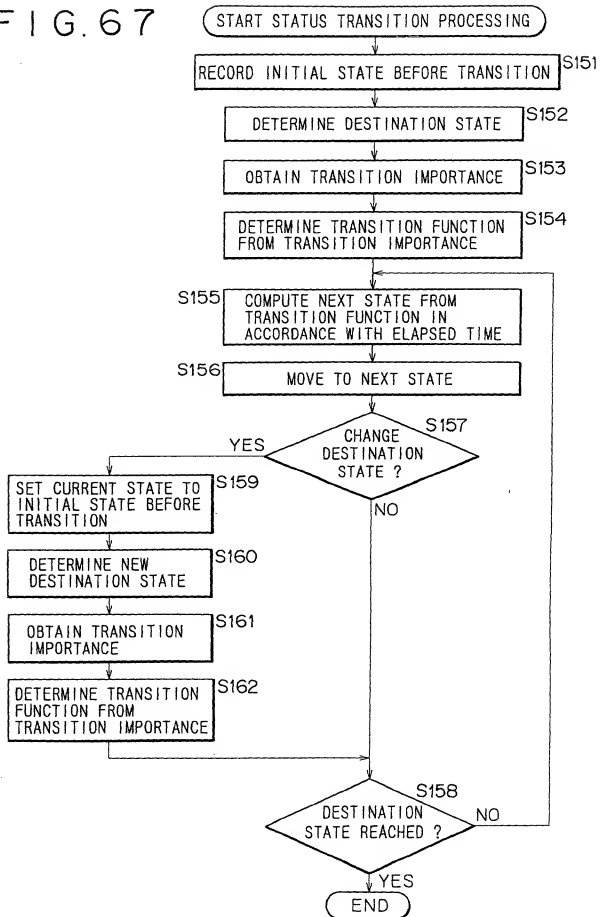 FIG. 67
START STATUS TRANSITION PROCESSING
RECORD INITIAL STATE BEFORE TRANSITION
S151
DETERMINE DESTINATION STATE
S152
OBTAIN TRANSITION IMPORTANCE
S153
DETERMINE TRANSITION FUNCTION
FROM TRANSITION IMPORTANCE
S154
S155
COMPUTE NEXT STATE FROM
TRANSITION FUNCTION IN
ACCORDANCE WITH ELAPSED TIME
S156
MOVE TO NEXT STATE
S157
CHANGE
DESTINATION
STATE ?
YES
NO
SET CURRENT STATE TO
INITIAL STATE BEFORE
TRANSITION
S159
DETERMINE NEW
DESTINATION STATE
S160
OBTAIN TRANSITION
IMPORTANCE
S161
DETERMINE TRANSITION
FUNCTION FROM
TRANSITION IMPORTANCE
S162
S158
DESTINATION
STATE REACHED ?
NO
YES
END